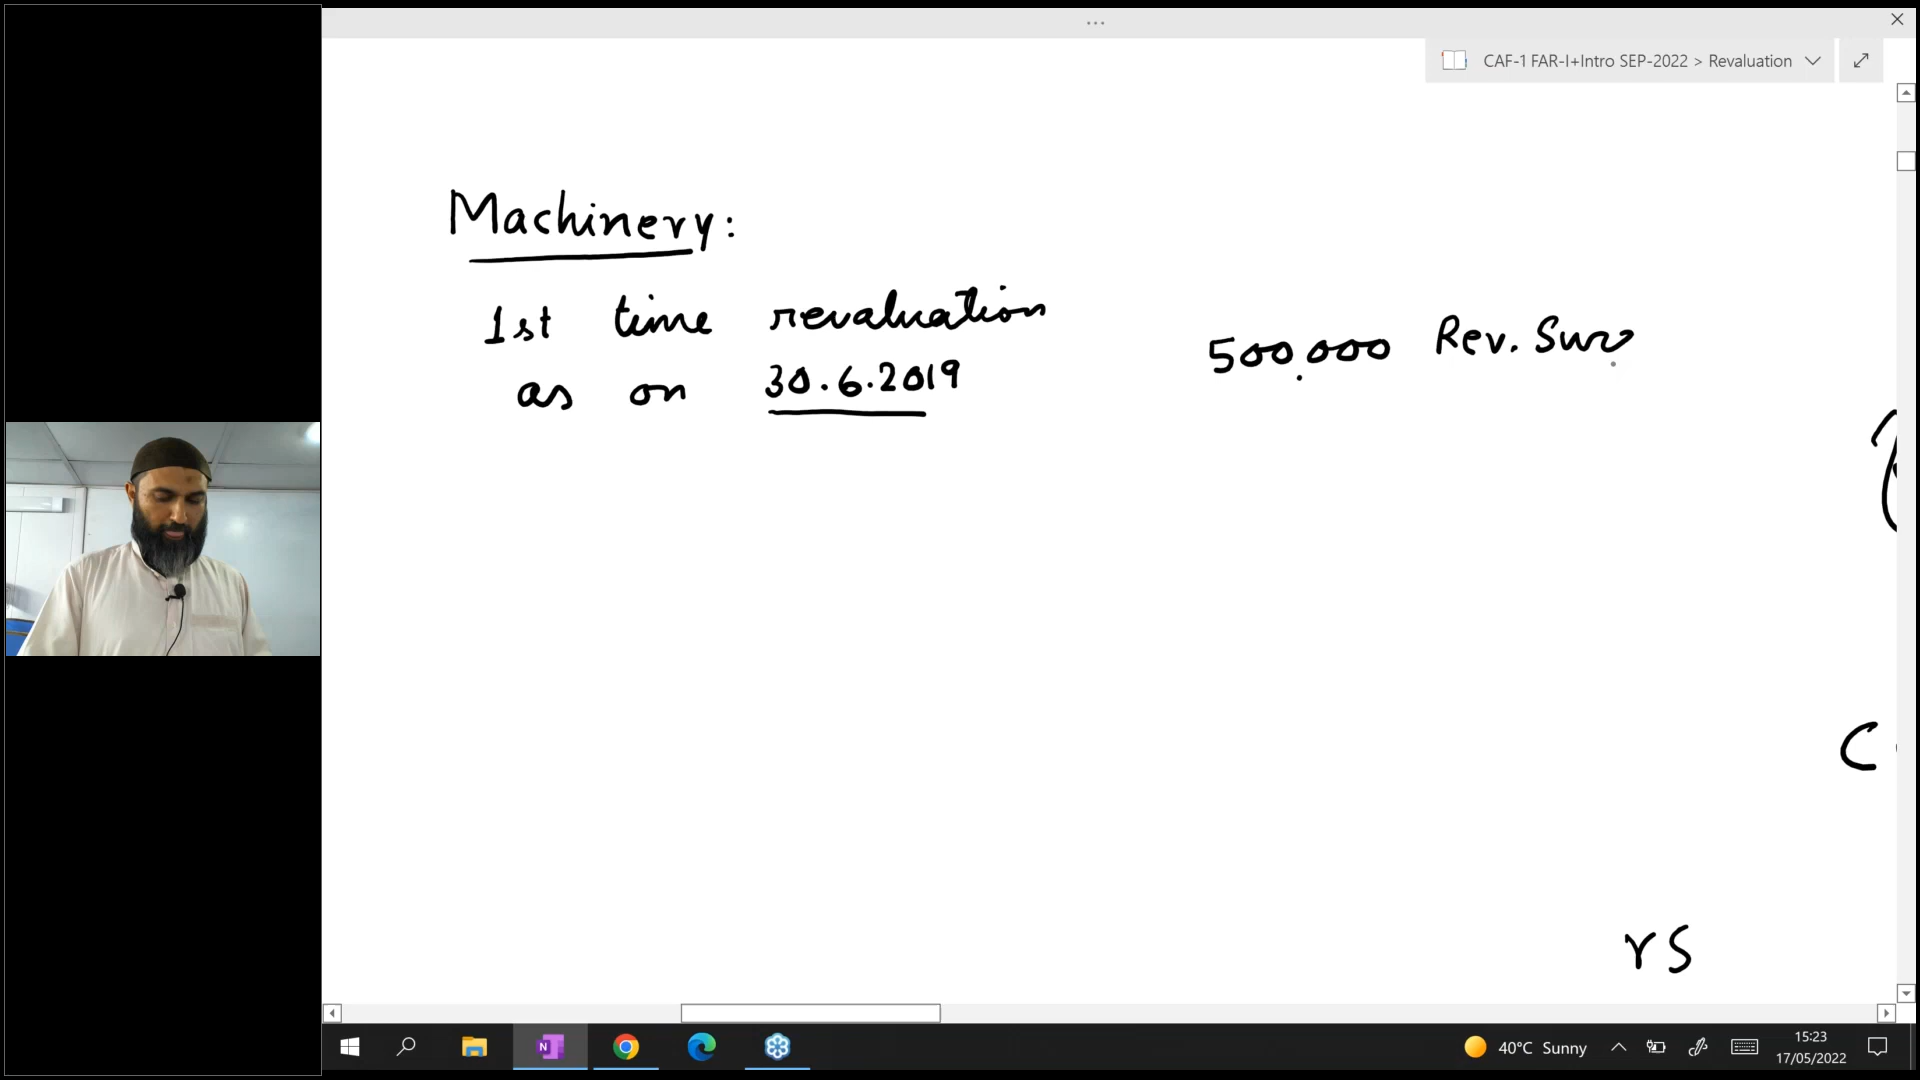 CAF-1 FAR-I+Intro SEP-2022 > Revaluation
Machinery:
1st time revaluation
as on 30.6.2019
500,000 Rev. Sur
C
rs
40°C Sunny
15:23
17/05/2022